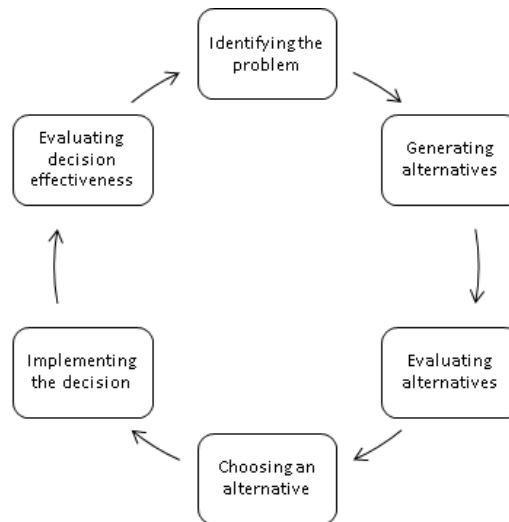 Identifying the
problem
Generating
alternatives
Evaluating
alternatives
Choosing an
alternative
Implementing
the decision
Evaluating
decision
effectiveness